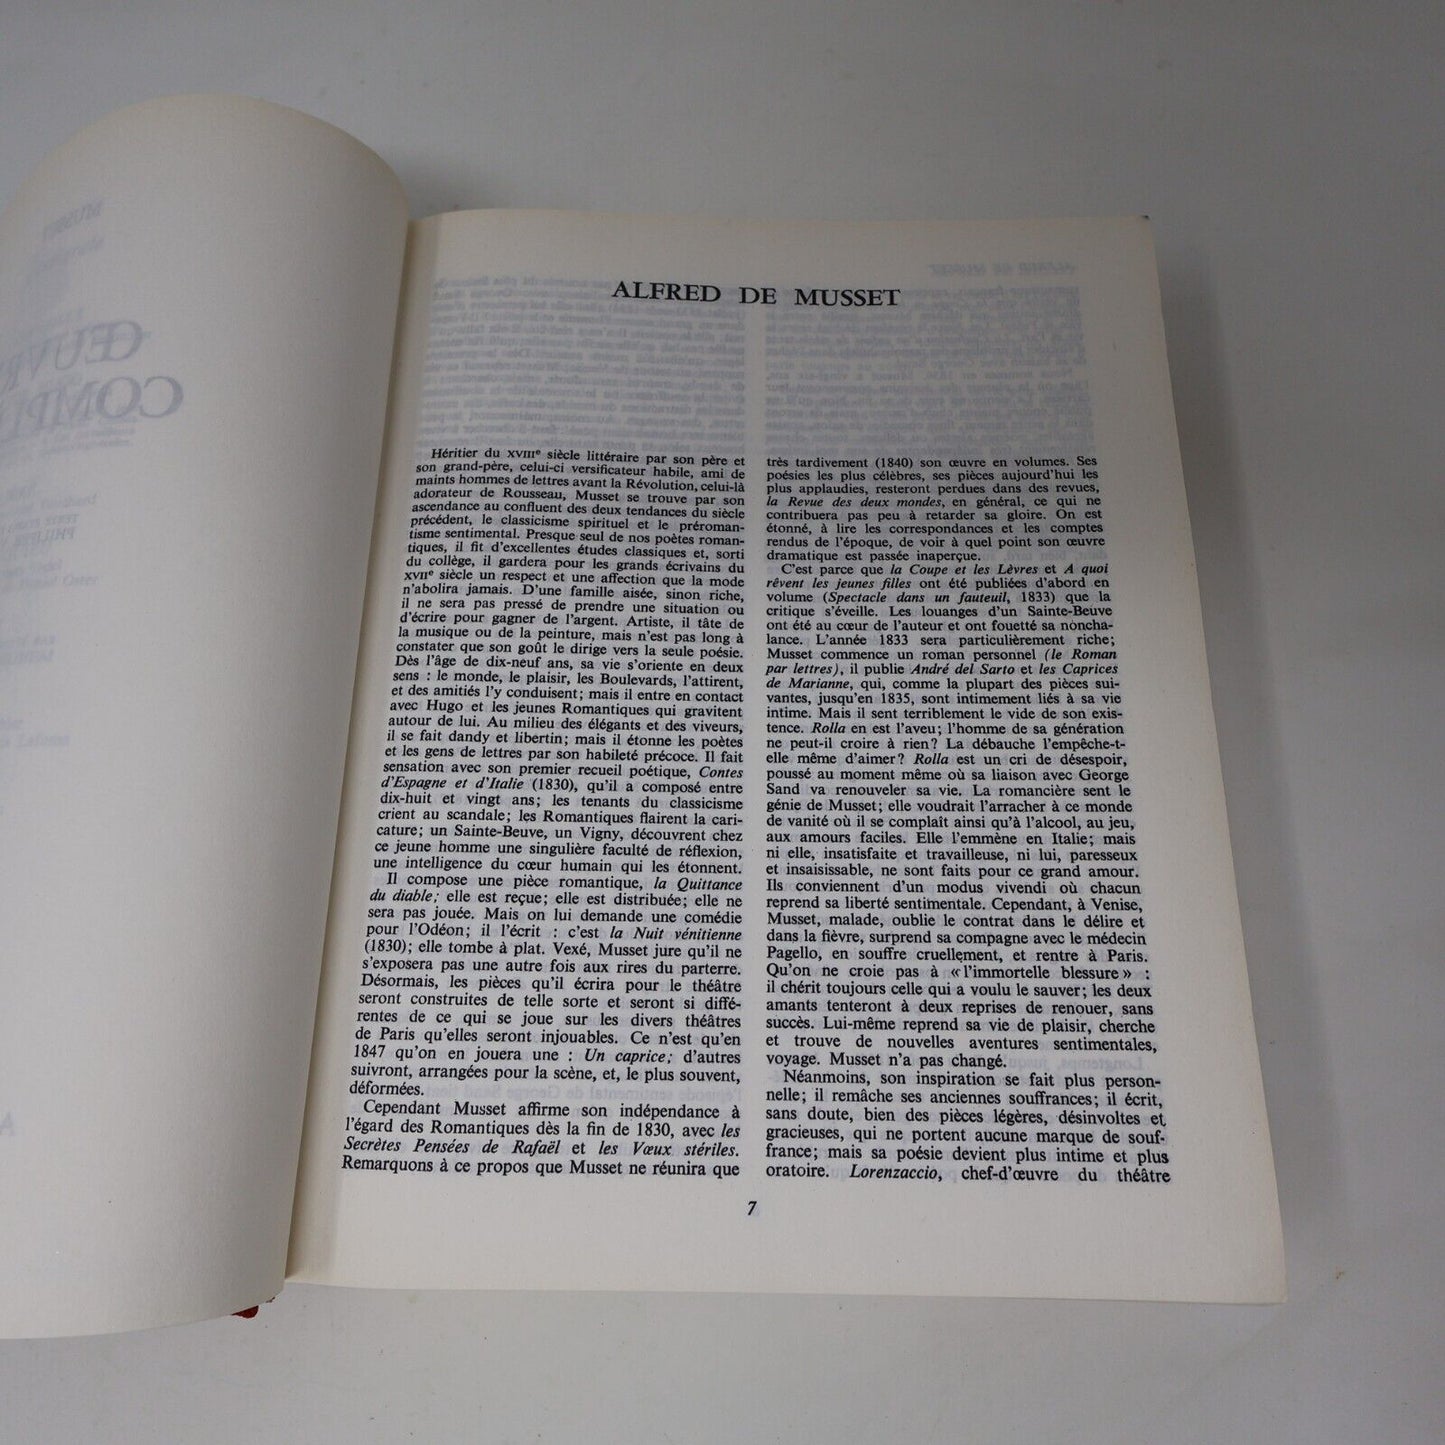 ALFRED DE MUSSET
Héritier du XVIIIe siècle littéraire par son père et
son grand-père, celui-ci versificateur habile, ami de
maints hommes de lettres avant la Révolution, celui-là
adorateur de Rousseau, Musset se trouve par son
ascendance au confluent des deux tendances du siècle
précédent, le classicisme spirituel et le préroman-
tisme sentimental. Presque seul de nos poètes roman-
tiques, il fit d'excellentes études classiques et, sorti
du collège, il gardera pour les grands écrivains du
XVIIe siècle un respect et une affection que la mode
n'abolira jamais. D'une famille aisée, sinon riche,
il ne sera pas pressé de prendre une situation ou
d'écrire pour gagner de l'argent. Artiste, il tâte de
la musique ou de la peinture, mais n'est pas long à
constater que son goût le dirige vers la seule poésie.
Dès l'âge de dix-neuf ans, sa vie s'oriente en deux
sens : le monde, le plaisir, les Boulevards, l'attirent,
et des amitiés l'y conduisent; mais il entre en contact
avec Hugo et les jeunes Romantiques qui gravitent
autour de lui. Au milieu des élégants et des viveurs,
il se fait dandy et libertin; mais il étonne les poètes
et les gens de lettres par son habileté précoce. Il fait
sensation avec son premier recueil poétique, Contes
d'Espagne et d'Italie (1830), qu'il a composé entre
dix-huit et vingt ans; les tenants du classicisme
crient au scandale; les Romantiques flairent la cari-
cature; un Sainte-Beuve, un Vigny, découvrent chez
ce jeune homme une singulière faculté de réflexion,
une intelligence du cœur humain qui les étonnent.
Il compose une pièce romantique, la Quittance
du diable; elle est reçue; elle est distribuée; elle ne
sera pas jouée. Mais on lui demande une comédie
pour l'Odéon; il l'écrit : c'est la Nuit vénitienne
(1830); elle tombe à plat. Vexé, Musset jure qu'il ne
s'exposera pas une autre fois aux rires du parterre.
Désormais, les pièces qu'il écrira pour le théâtre
seront construites de telle sorte et seront si diffé-
rentes de ce qui se joue sur les divers théâtres
de Paris qu'elles seront injouables. Ce n'est qu'en
1847 qu'on en jouera une : Un caprice; d'autres
suivront, arrangées pour la scène, et, le plus souvent,
déformées.
Cependant Musset affirme son indépendance à
l'égard des Romantiques dès la fin de 1830, avec les
Secrètes Pensées de Rafaël et les Vœux stériles.
Remarquons à ce propos que Musset ne réunira que
très tardivement (1840) son œuvre en volumes. Ses
poésies les plus célèbres, ses pièces aujourd'hui les
plus applaudies, resteront perdues dans des revues,
la Revue des deux mondes, en général, ce qui ne
contribuera pas peu à retarder sa gloire. On est
étonné, à lire les correspondances et les comptes
rendus de l'époque, de voir à quel point son œuvre
dramatique est passée inaperçue.
C'est parce que la Coupe et les Lèvres et A quoi
rêvent les jeunes filles ont été publiées d'abord en
volume (Spectacle dans un fauteuil, 1833) que la
critique s'éveille. Les louanges d'un Sainte-Beuve
ont été au cœur de l'auteur et ont fouetté sa noncha-
lance. L'année 1833 sera particulièrement riche;
Musset commence un roman personnel (le Roman
par lettres), il publie André del Sarto et les Caprices
de Marianne, qui, comme la plupart des pièces sui-
vantes, jusqu'en 1835, sont intimement liés à sa vie
intime. Mais il sent terriblement le vide de son exis-
tence. Rolla en est l'aveu; l'homme de sa génération
ne peut-il croire à rien? La débauche l'empêche-t-
elle même d'aimer? Rolla est un cri de désespoir,
poussé au moment même où sa liaison avec George
Sand va renouveler sa vie. La romancière sent le
génie de Musset; elle voudrait l'arracher à ce monde
de vanité où il se complaît ainsi qu'à l'alcool, au jeu,
aux amours faciles. Elle l'emmène en Italie; mais
ni elle, insatisfaite et travailleuse, ni lui, paresseux
et insaisissable, ne sont faits pour ce grand amour.
Ils conviennent d'un modus vivendi où chacun
reprend sa liberté sentimentale. Cependant, à Venise,
Musset, malade, oublie le contrat dans le délire et
dans la fièvre, surprend sa compagne avec le médecin
Pagello, en souffre cruellement, et rentre à Paris.
Qu'on ne croie pas à « l'immortelle blessure » :
il chérit toujours celle qui a voulu le sauver; les deux
amants tenteront à deux reprises de renouer, sans
succès. Lui-même reprend sa vie de plaisir, cherche
et trouve de nouvelles aventures sentimentales,
voyage. Musset n'a pas changé.
Néanmoins, son inspiration se fait plus person-
nelle; il remâche ses anciennes souffrances; il écrit,
sans doute, bien des pièces légères, désinvoltes et
gracieuses, qui ne portent aucune marque de souf-
france; mais sa poésie devient plus intime et plus
oratoire. Lorenzaccio, chef-d'œuvre du théâtre
7